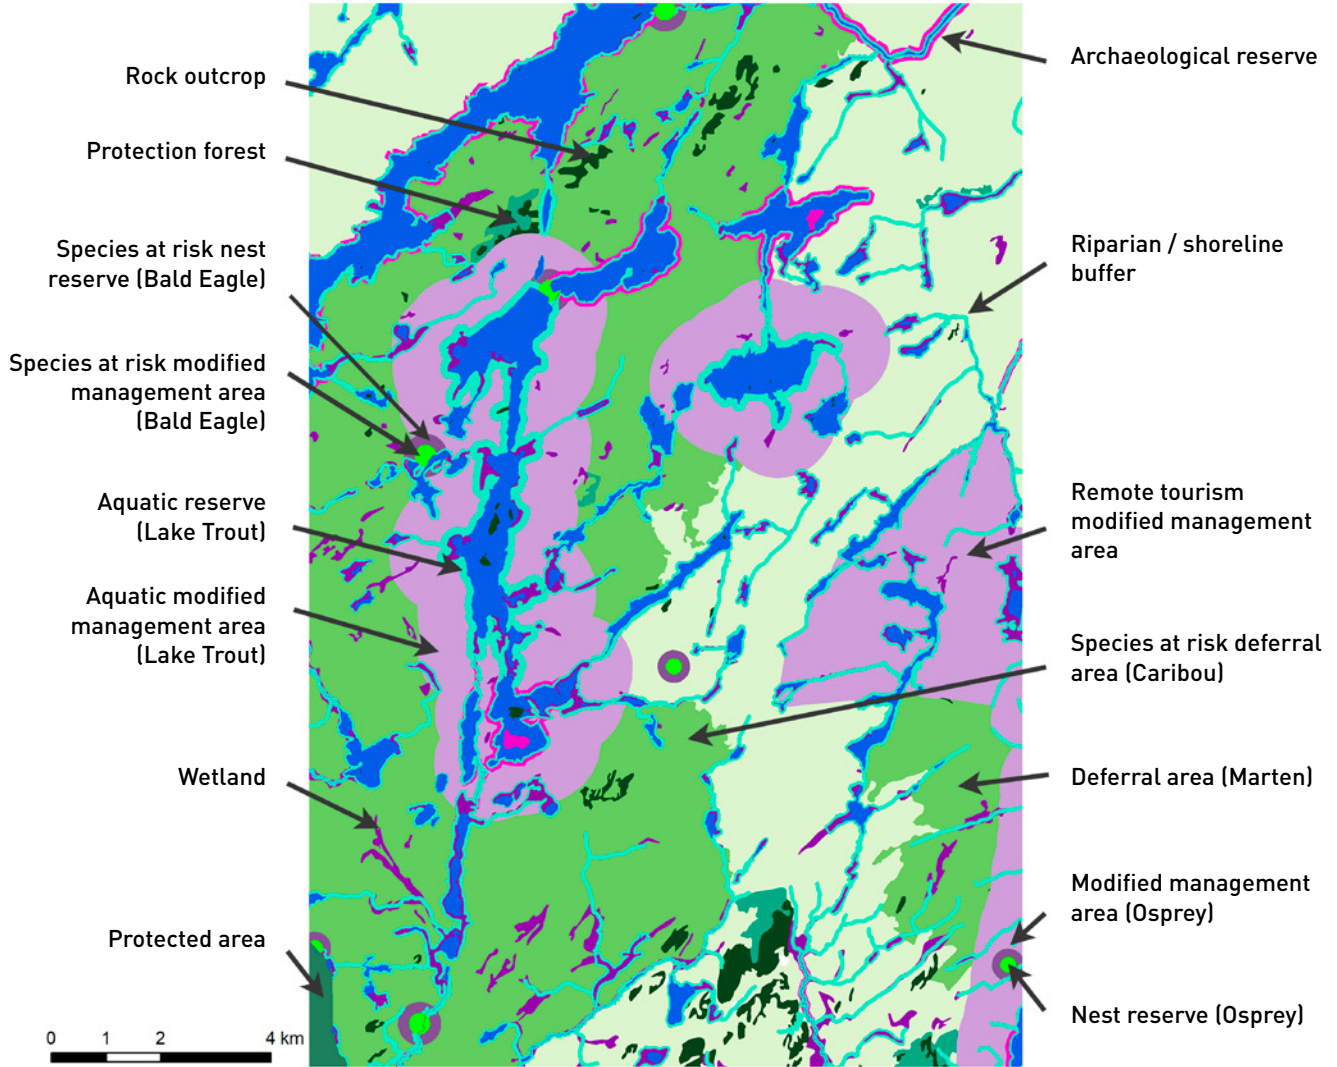 Rock outcrop
Protection forest
Species at risk nest
reserve (Bald Eagle)
Species at risk modified
management area
(Bald Eagle)
Aquatic reserve
(Lake Trout)
Aquatic modified
management area
(Lake Trout)
Wetland
Protected area
0 1 2 4 km
Archaeological reserve
Riparian / shoreline
buffer
Remote tourism
modified management
area
Species at risk deferral
area (Caribou)
Deferral area (Marten)
Modified management
area (Osprey)
Nest reserve (Osprey)